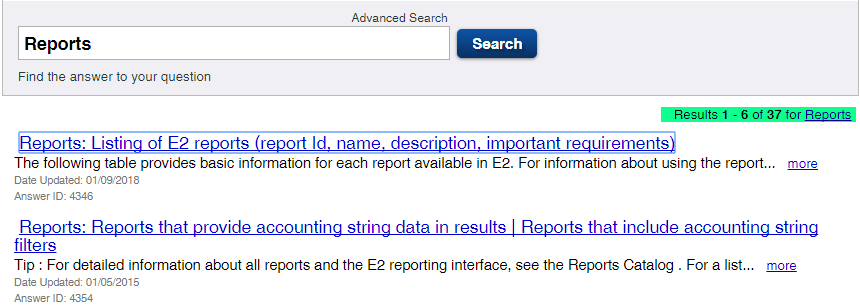 Advanced Search
Reports
Search
Find the answer to your question
Results 1 - 6 of 37 for Reports
Reports: Listing of E2 reports (report Id, name, description, important requirements)
The following table provides basic information for each report available in E2. For information about using the report... more
Date Updated: 01/09/2018
Answer ID: 4346
Reports: Reports that provide accounting string data in results | Reports that include accounting string
filters
Tip : For detailed information about all reports and the E2 reporting interface, see the Reports Catalog . For a list... more
Date Updated: 01/05/2015
Answer ID: 4354